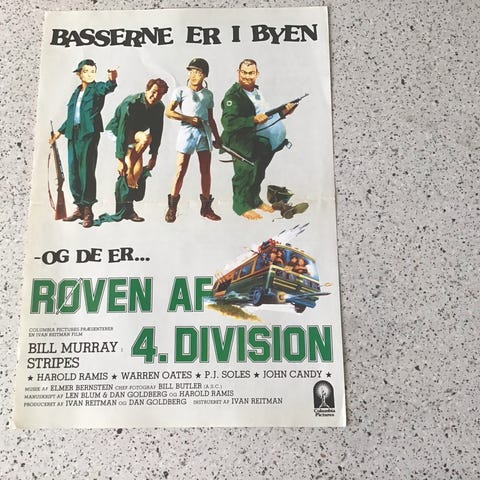 BASSERNE ER I BYEN
-OG DE ER...
RØVEN AF
4. DIVISION
COLUMBIA PICTURES PRÆSENTERER
EN IVAN REITMAN FILM
BILL MURRAY I
STRIPES
★ HAROLD RAMIS ★ WARREN OATES ★ P.J. SOLES ★ JOHN CANDY ★
MUSIK AF ELMER BERNSTEIN CHEF-FOTOGRAF BILL BUTLER (A.S.C.)
MANUSKRIPT AF LEN BLUM & DAN GOLDBERG OG HAROLD RAMIS
PRODUCERET AF IVAN REITMAN OG DAN GOLDBERG INSTRUERET AF IVAN REITMAN
Columbia
Pictures